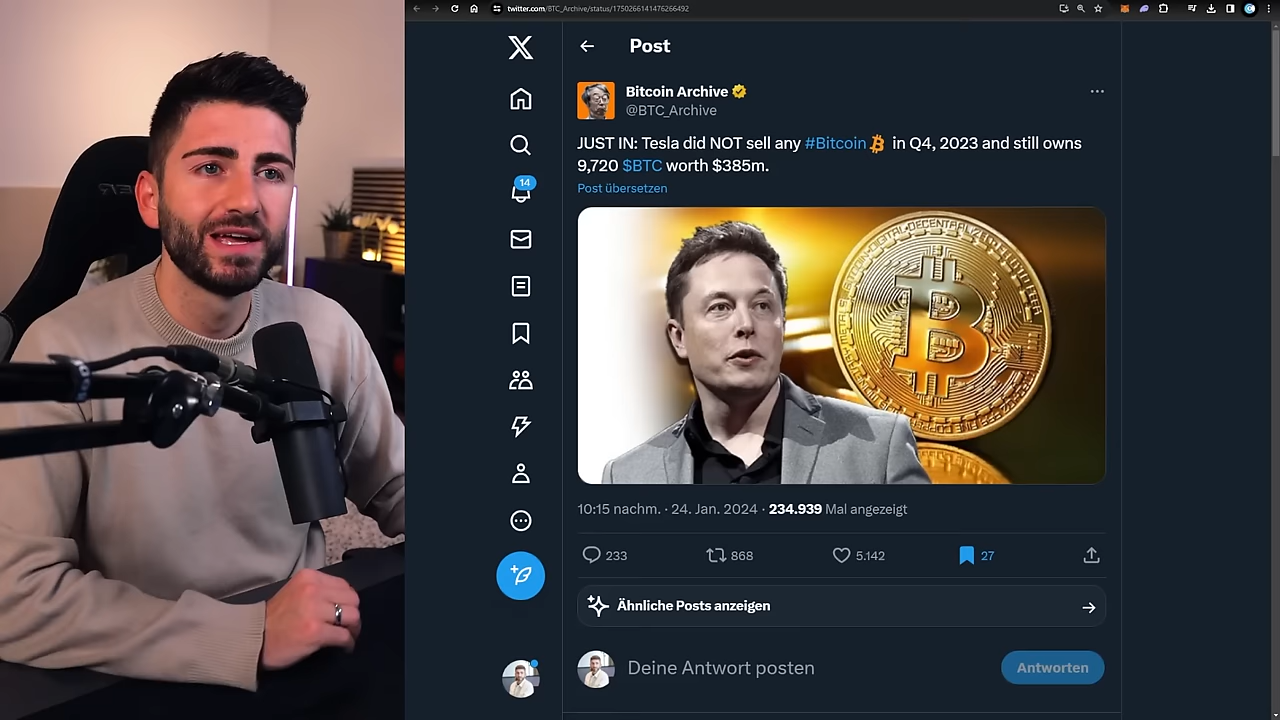 twitter.com/BTC_Archive/status/1750266141476266492
Post
Bitcoin Archive
@BTC_Archive
JUST IN: Tesla did NOT sell any #Bitcoin in Q4, 2023 and still owns
9,720 $BTC worth $385m.
Post übersetzen
14
10:15 nachm. · 24. Jan. 2024 · 234.939 Mal angezeigt
233
868
5.142
27
Ähnliche Posts anzeigen
Deine Antwort posten
Antworten